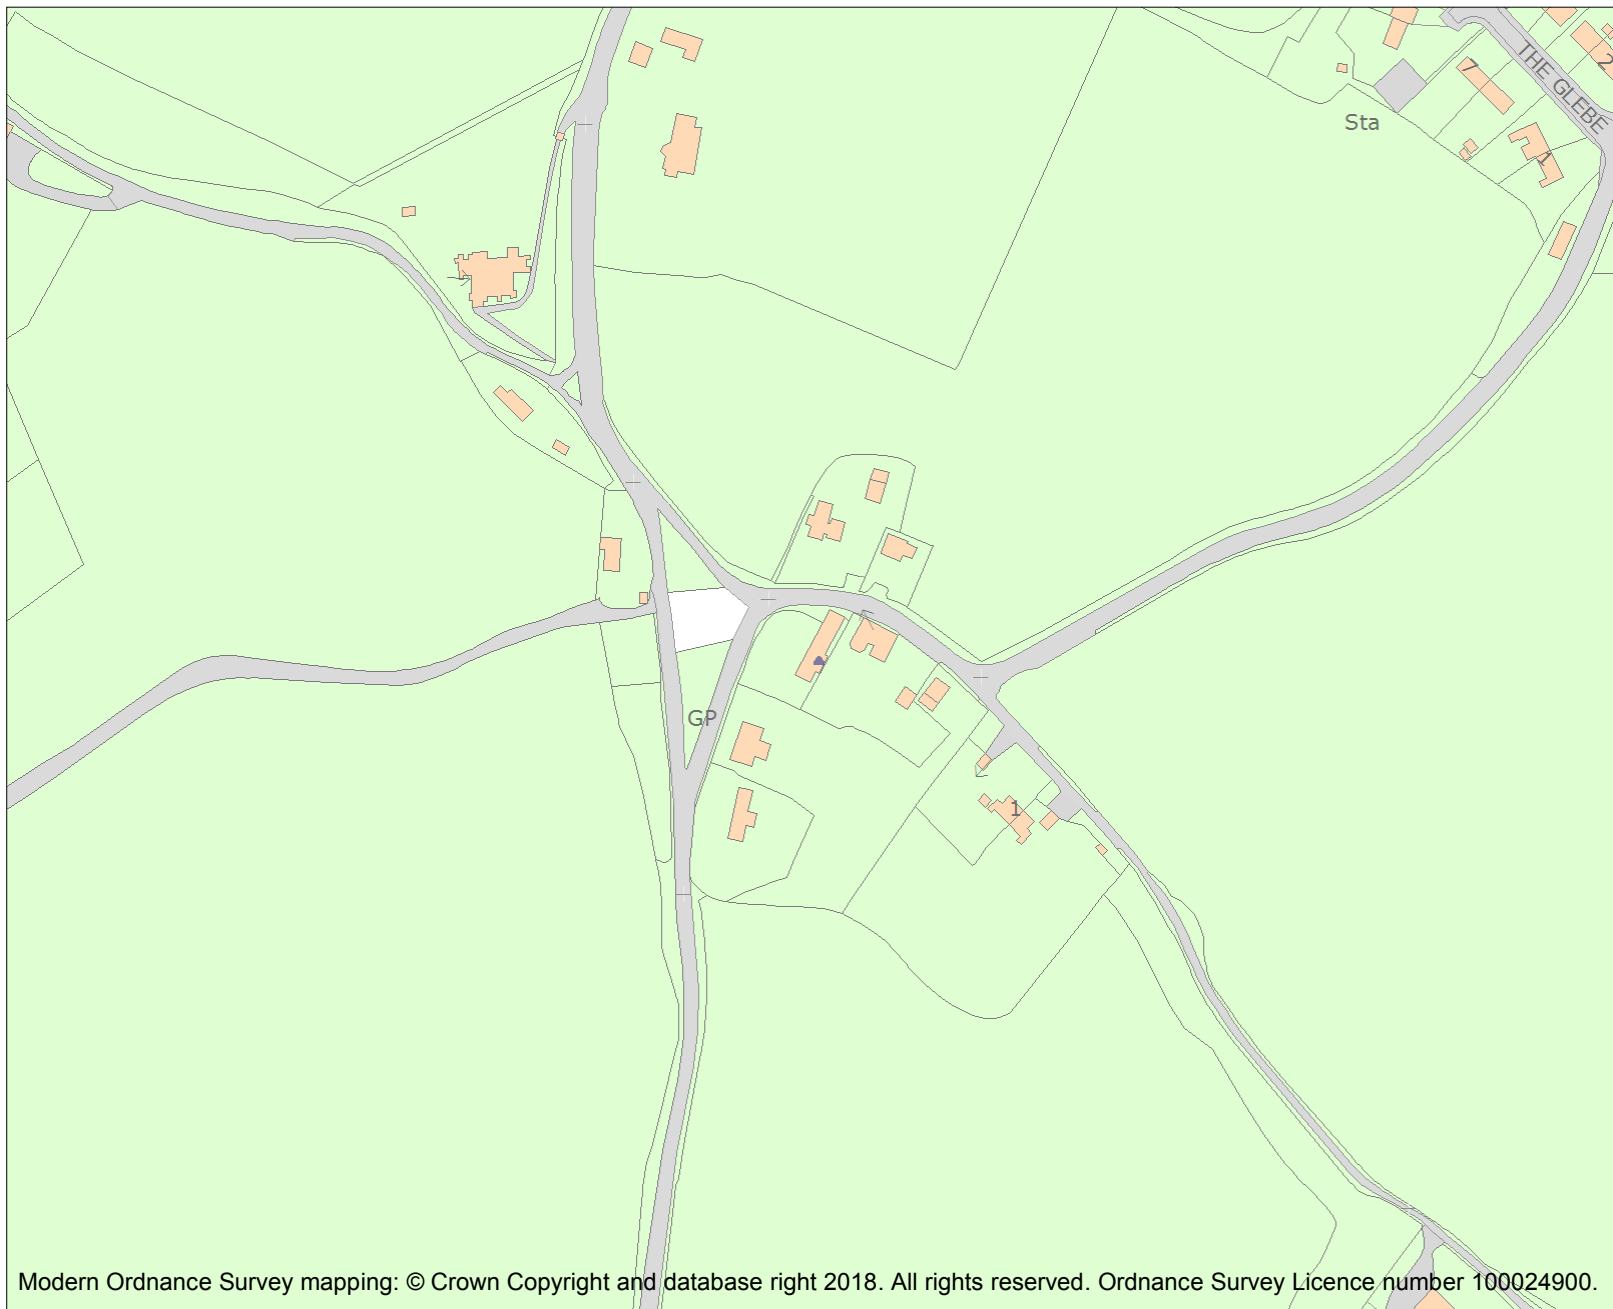 THE GLEBE
2
7
Sta
1
GP
1
Modern Ordnance Survey mapping: © Crown Copyright and database right 2018. All rights reserved. Ordnance Survey Licence number 100024900.